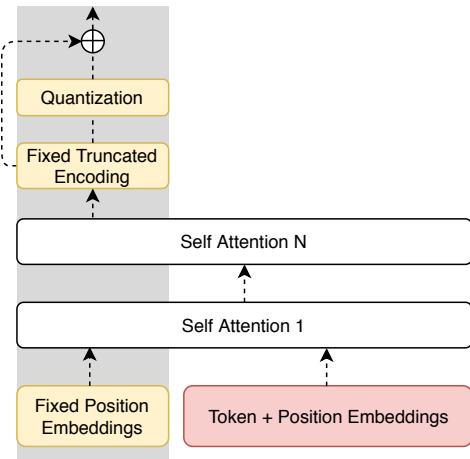 Quantization
Fixed Truncated
Encoding
Self Attention N
Self Attention 1
Fixed Position
Embeddings
Token + Position Embeddings